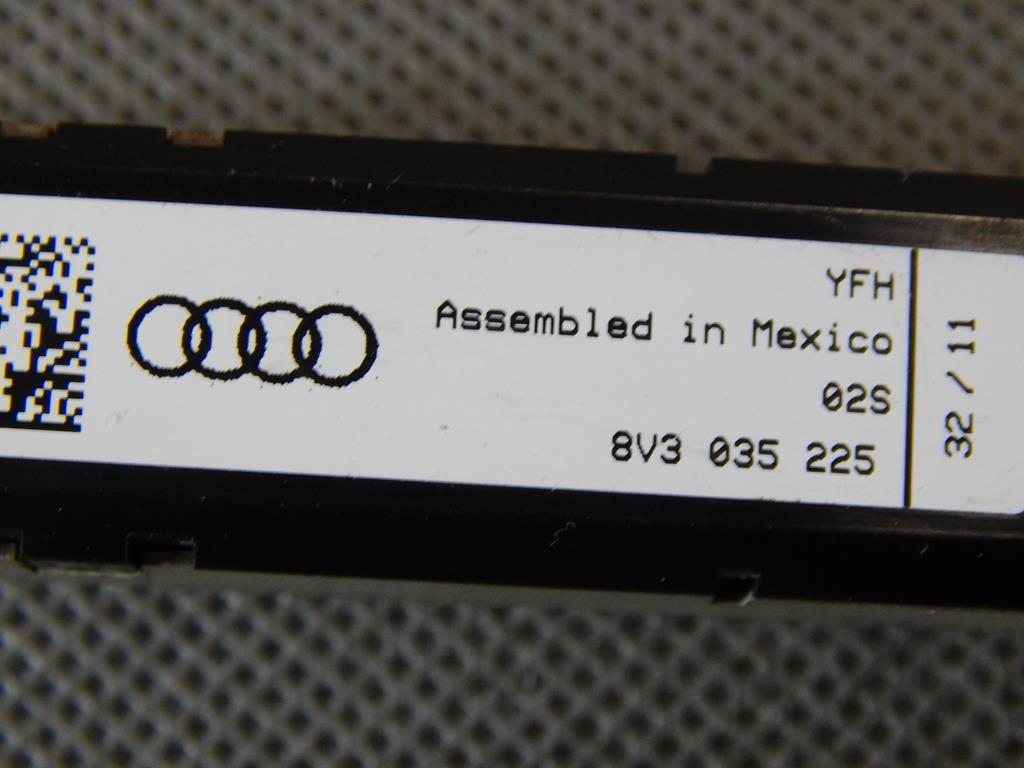 YFH
Assembled in Mexico
02S
8V3 035 225
32/11